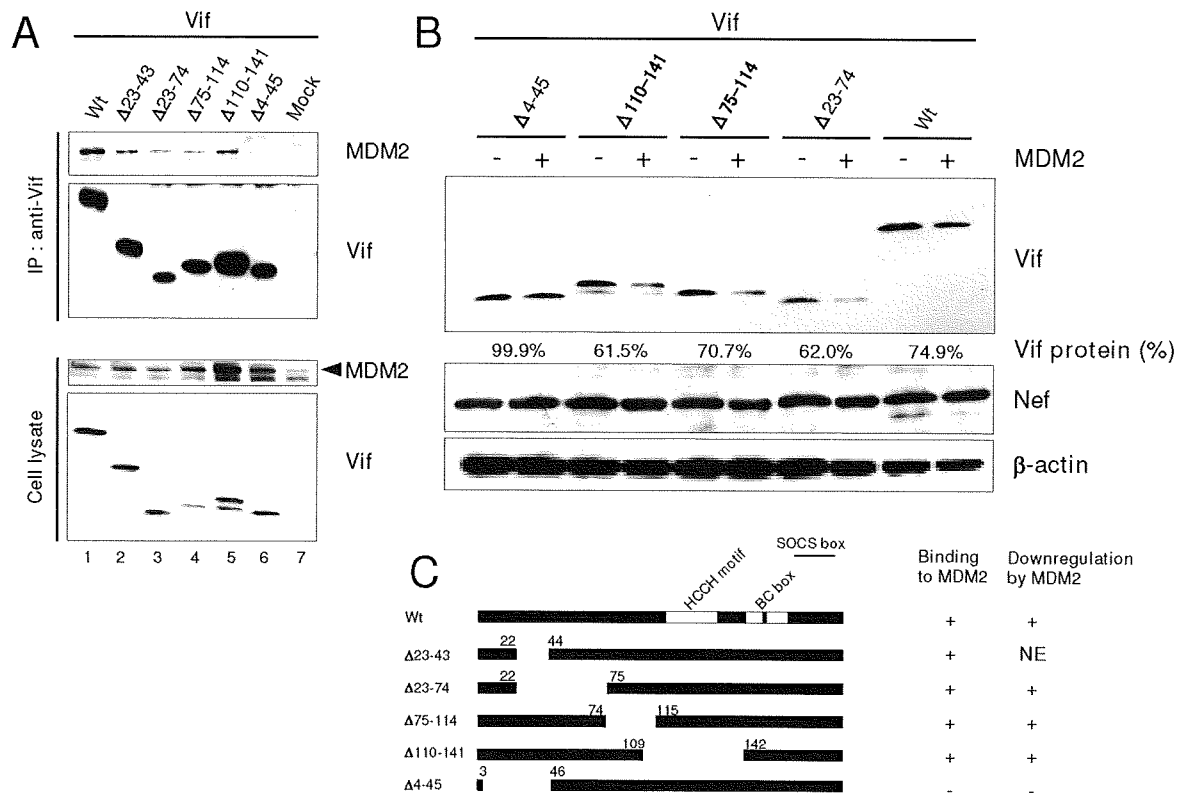 A
Vif
Wt
Δ23-43
Δ23-74
Δ75-114
Δ110-141
Δ4-45
Mock
IP : anti-Vif
MDM2
Vif
Cell lysate
MDM2
Vif
1 2 3 4 5 6 7
B
Vif
Δ4-45
Δ110-141
Δ75-114
Δ23-74
Wt
- + - + - + - + - + MDM2
Vif
99.9% 61.5% 70.7% 62.0% 74.9% Vif protein (%)
Nef
β-actin
C
HCCH motif
BC box
SOCS box
Binding to MDM2
Downregulation by MDM2
Wt + +
Δ23-43 22 44 + NE
Δ23-74 22 75 + +
Δ75-114 74 115 + +
Δ110-141 109 142 + +
Δ4-45 3 46 - -